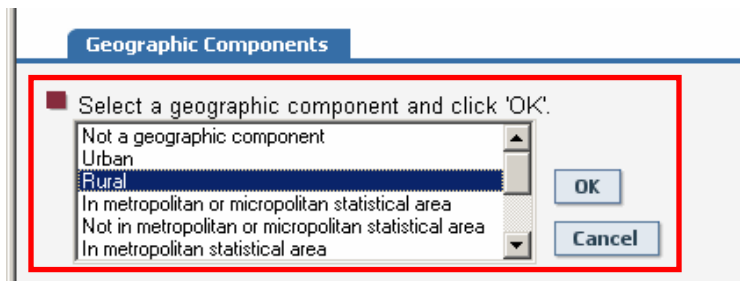 Geographic Components
Select a geographic component and click 'OK'.
Not a geographic component
Urban
Rural
In metropolitan or micropolitan statistical area
Not in metropolitan or micropolitan statistical area
In metropolitan statistical area
OK
Cancel